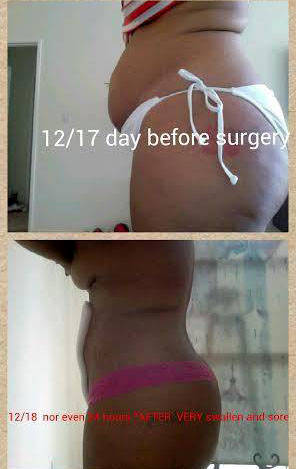 12/17 day before surgery
12/18 nor even 24 hours *AFTER* VERY swollen and sore